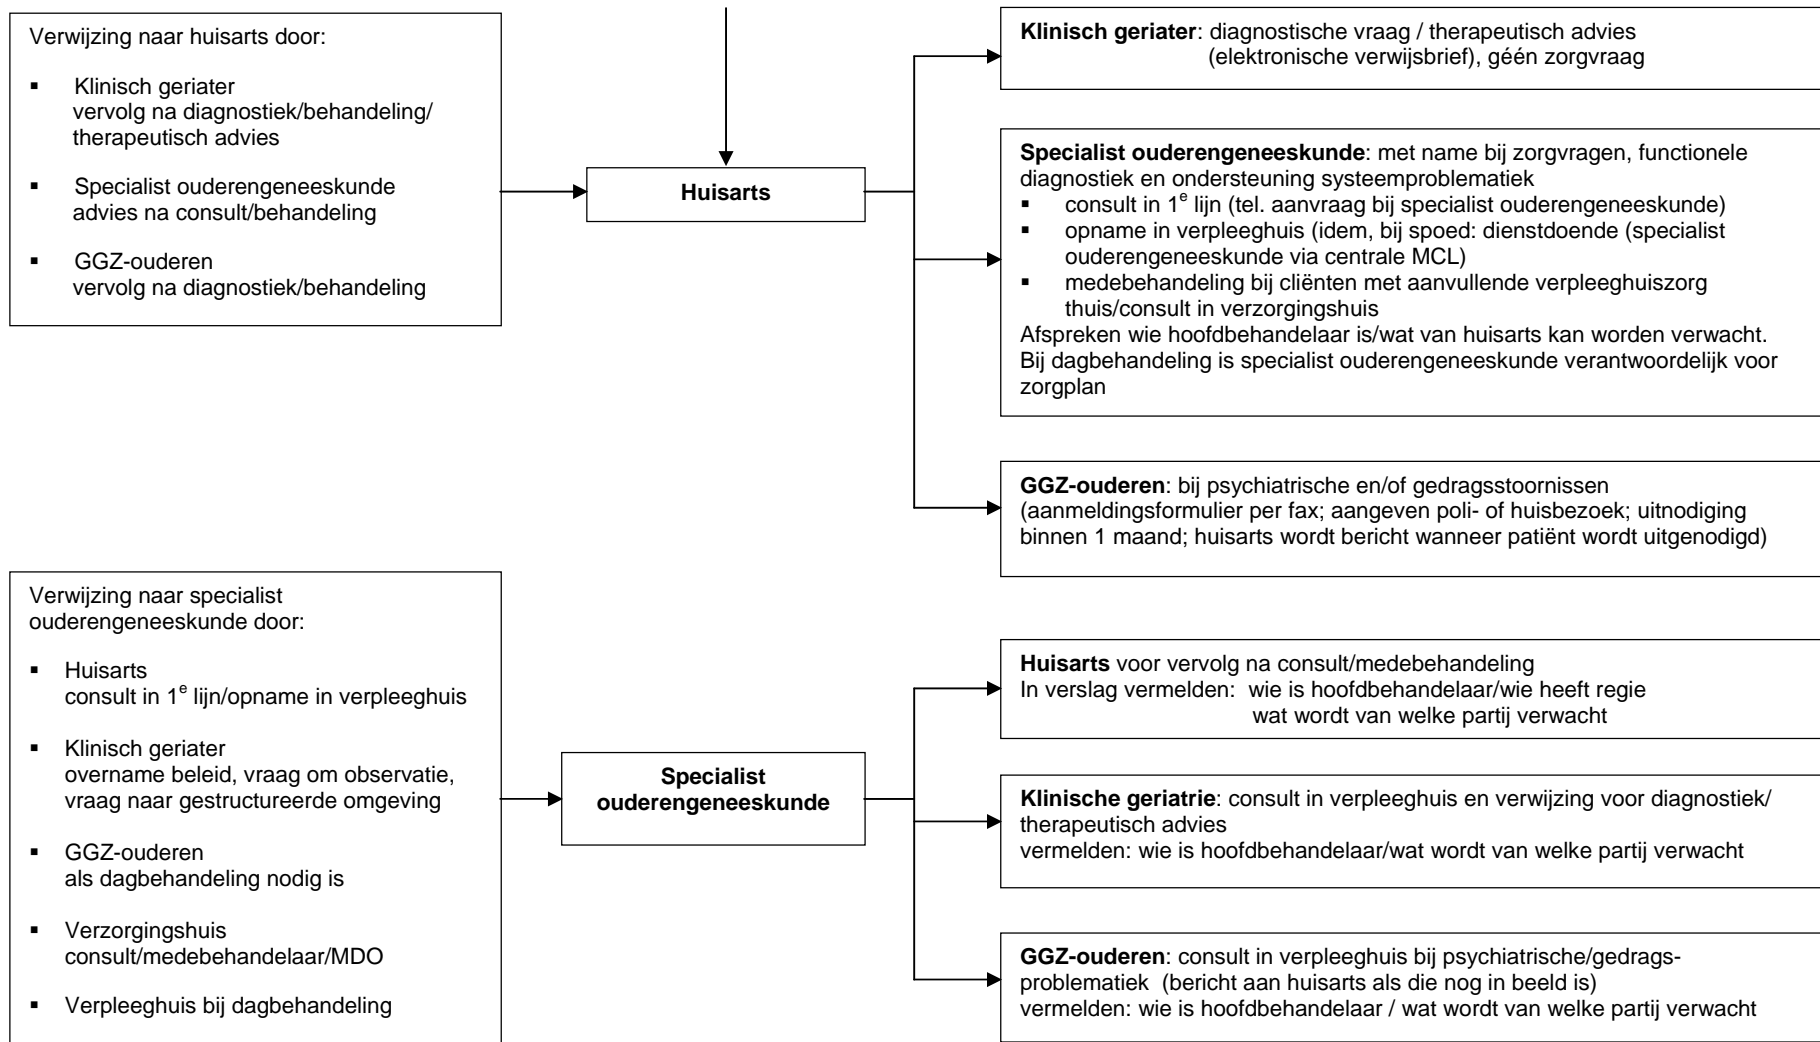 Verwijzing naar huisarts door:
▪ Klinisch geriater
vervolg na diagnostiek/behandeling/
therapeutisch advies
▪ Specialist ouderengeneeskunde
advies na consult/behandeling
▪ GGZ-ouderen
vervolg na diagnostiek/behandeling
Huisarts
Klinisch geriater: diagnostische vraag / therapeutisch advies
(elektronische verwijsbrief), géén zorgvraag
Specialist ouderengeneeskunde: met name bij zorgvragen, functionele
diagnostiek en ondersteuning systeemproblematiek
▪ consult in 1e lijn (tel. aanvraag bij specialist ouderengeneeskunde)
▪ opname in verpleeghuis (idem, bij spoed: dienstdoende (specialist
ouderengeneeskunde via centrale MCL)
▪ medebehandeling bij cliënten met aanvullende verpleeghuiszorg
thuis/consult in verzorgingshuis
Afspreken wie hoofdbehandelaar is/wat van huisarts kan worden verwacht.
Bij dagbehandeling is specialist ouderengeneeskunde verantwoordelijk voor
zorgplan
GGZ-ouderen: bij psychiatrische en/of gedragsstoornissen
(aanmeldingsformulier per fax; aangeven poli- of huisbezoek; uitnodiging
binnen 1 maand; huisarts wordt bericht wanneer patiënt wordt uitgenodigd)
Verwijzing naar specialist
ouderengeneeskunde door:
▪ Huisarts
consult in 1e lijn/opname in verpleeghuis
▪ Klinisch geriater
overname beleid, vraag om observatie,
vraag naar gestructureerde omgeving
▪ GGZ-ouderen
als dagbehandeling nodig is
▪ Verzorgingshuis
consult/medebehandelaar/MDO
▪ Verpleeghuis bij dagbehandeling
Specialist
ouderengeneeskunde
Huisarts voor vervolg na consult/medebehandeling
In verslag vermelden: wie is hoofdbehandelaar/wie heeft regie
wat wordt van welke partij verwacht
Klinische geriatrie: consult in verpleeghuis en verwijzing voor diagnostiek/
therapeutisch advies
vermelden: wie is hoofdbehandelaar/wat wordt van welke partij verwacht
GGZ-ouderen: consult in verpleeghuis bij psychiatrische/gedrags-
problematiek (bericht aan huisarts als die nog in beeld is)
vermelden: wie is hoofdbehandelaar / wat wordt van welke partij verwacht